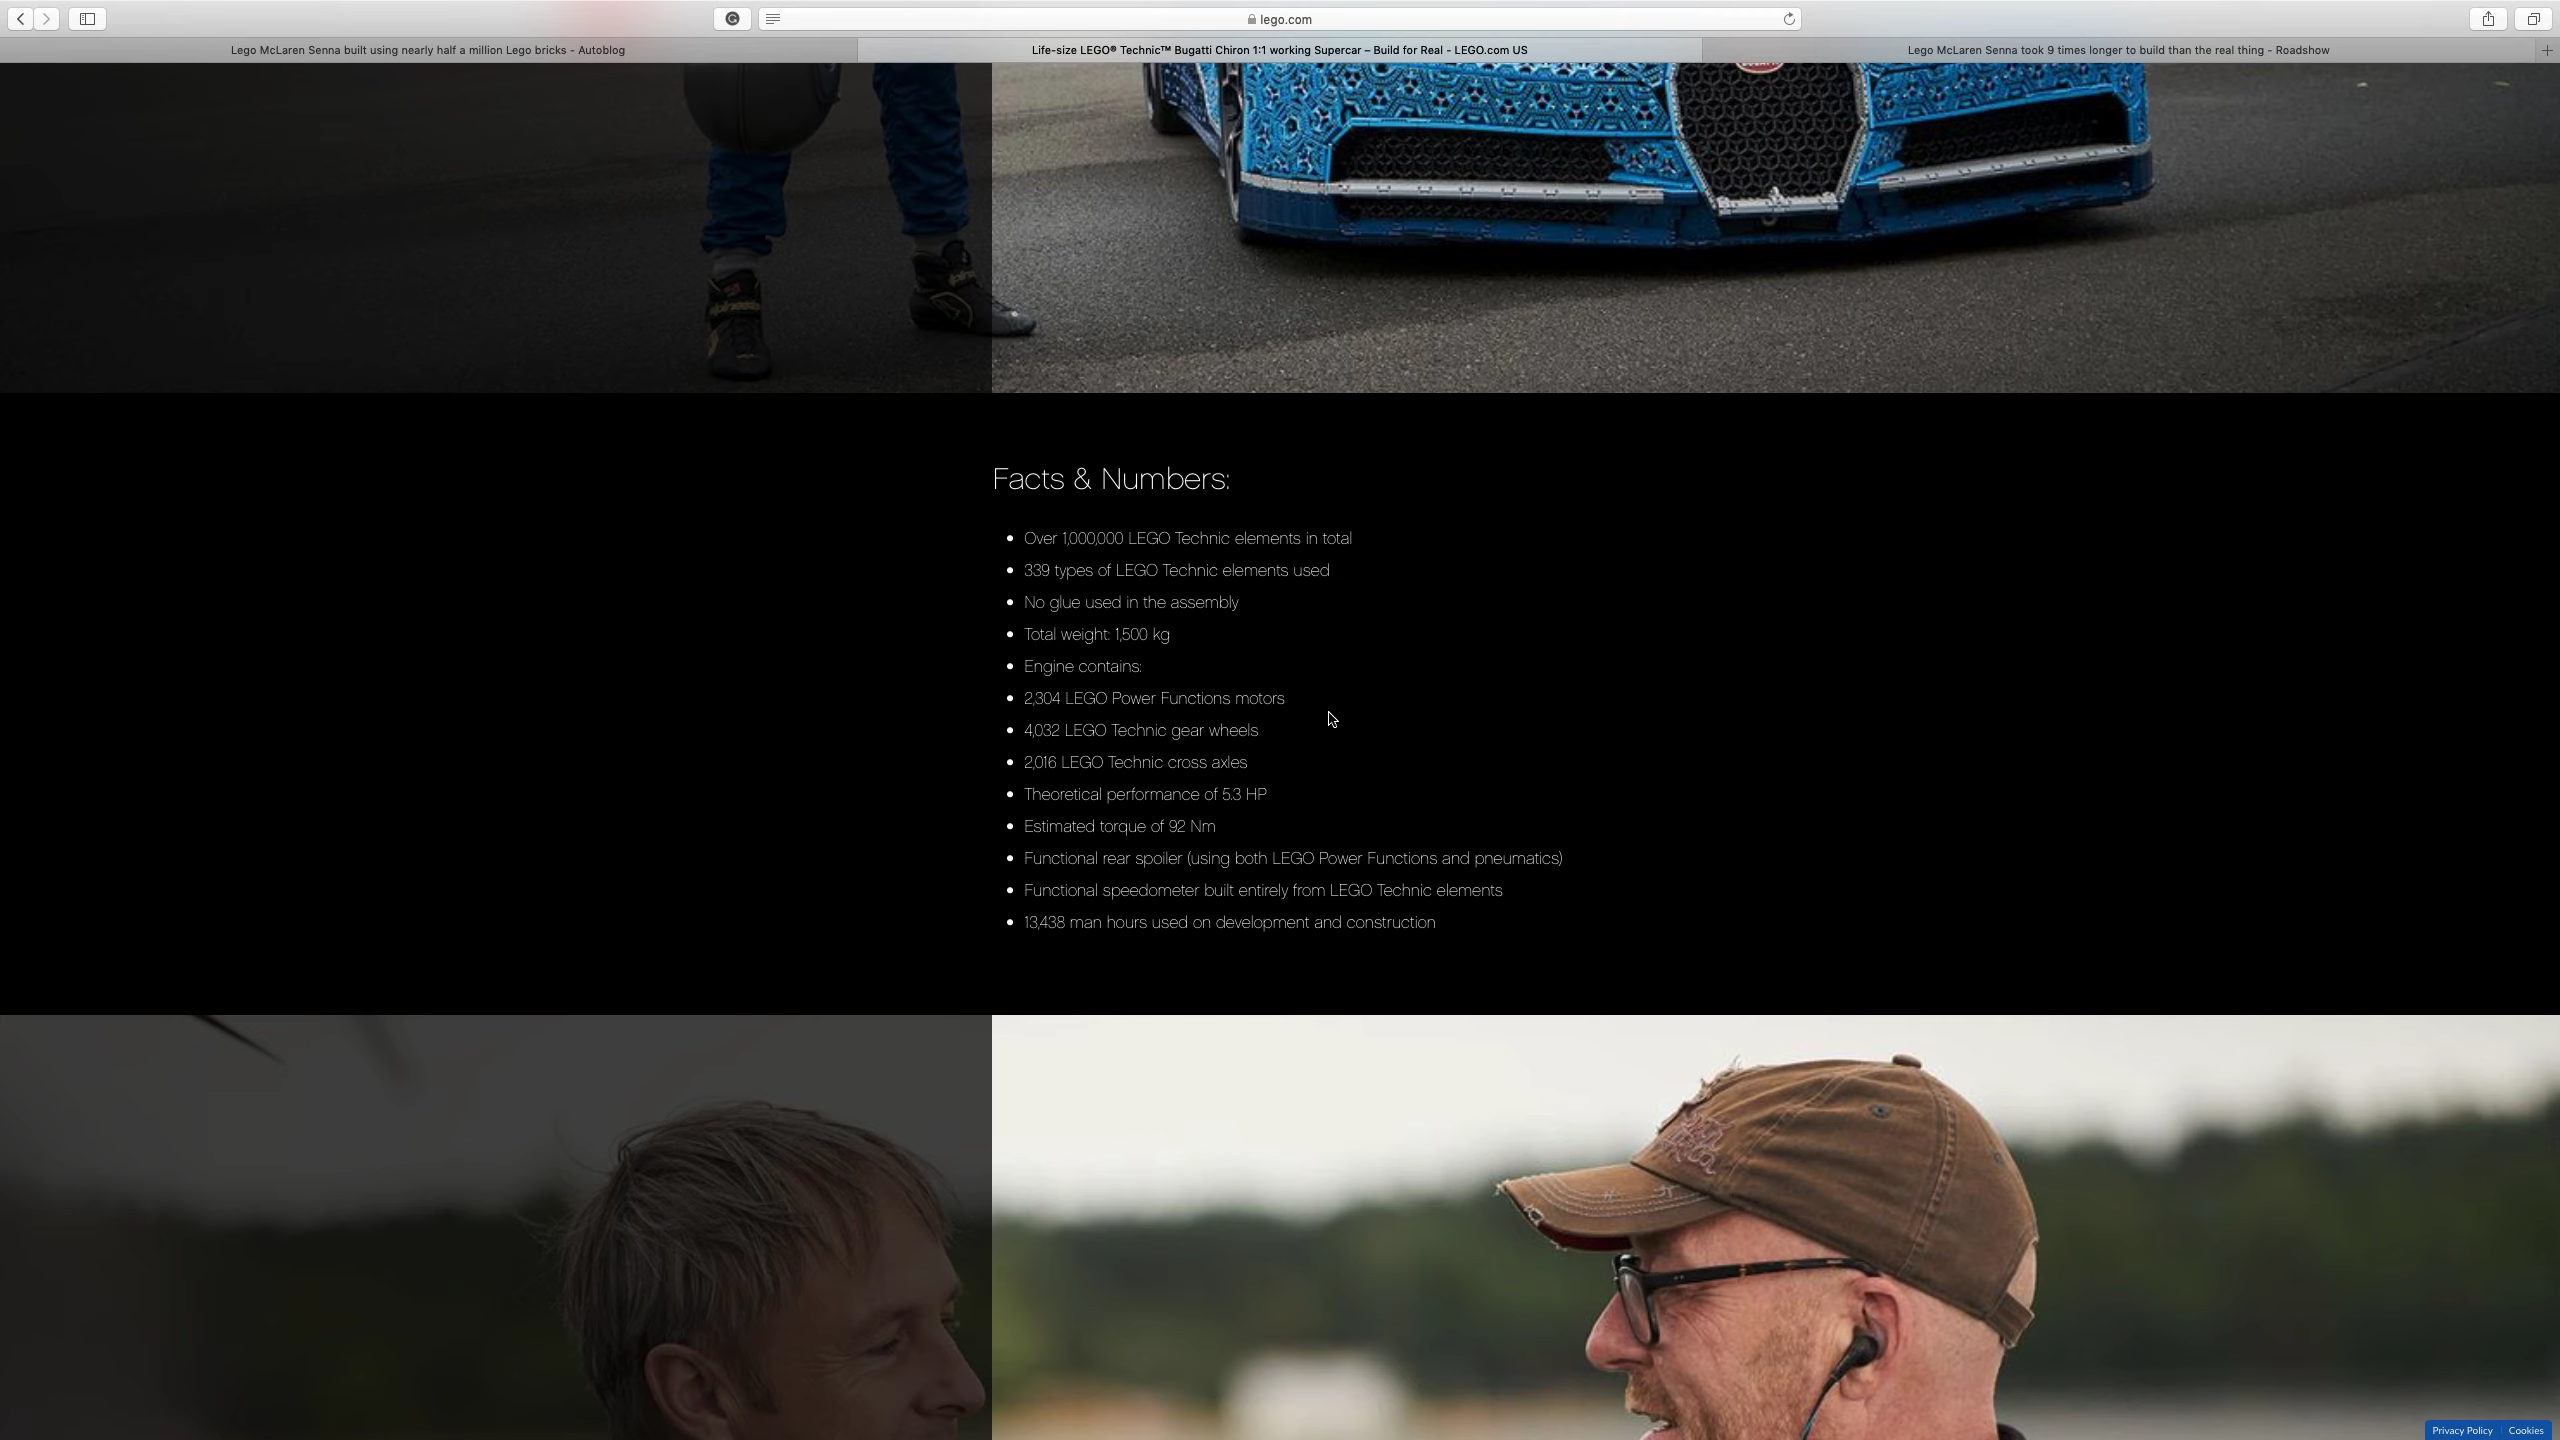 lego.com
Lego McLaren Senna built using nearly half a million Lego bricks - Autoblog
Life-size LEGO® Technic™ Bugatti Chiron 1:1 working Supercar – Build for Real - LEGO.com US
Lego McLaren Senna took 9 times longer to build than the real thing - Roadshow
Facts & Numbers:
Over 1,000,000 LEGO Technic elements in total
339 types of LEGO Technic elements used
No glue used in the assembly
Total weight: 1,500 kg
Engine contains:
2,304 LEGO Power Functions motors
4,032 LEGO Technic gear wheels
2,016 LEGO Technic cross axles
Theoretical performance of 5.3 HP
Estimated torque of 92 Nm
Functional rear spoiler (using both LEGO Power Functions and pneumatics)
Functional speedometer built entirely from LEGO Technic elements
13,438 man hours used on development and construction
Privacy Policy
Cookies